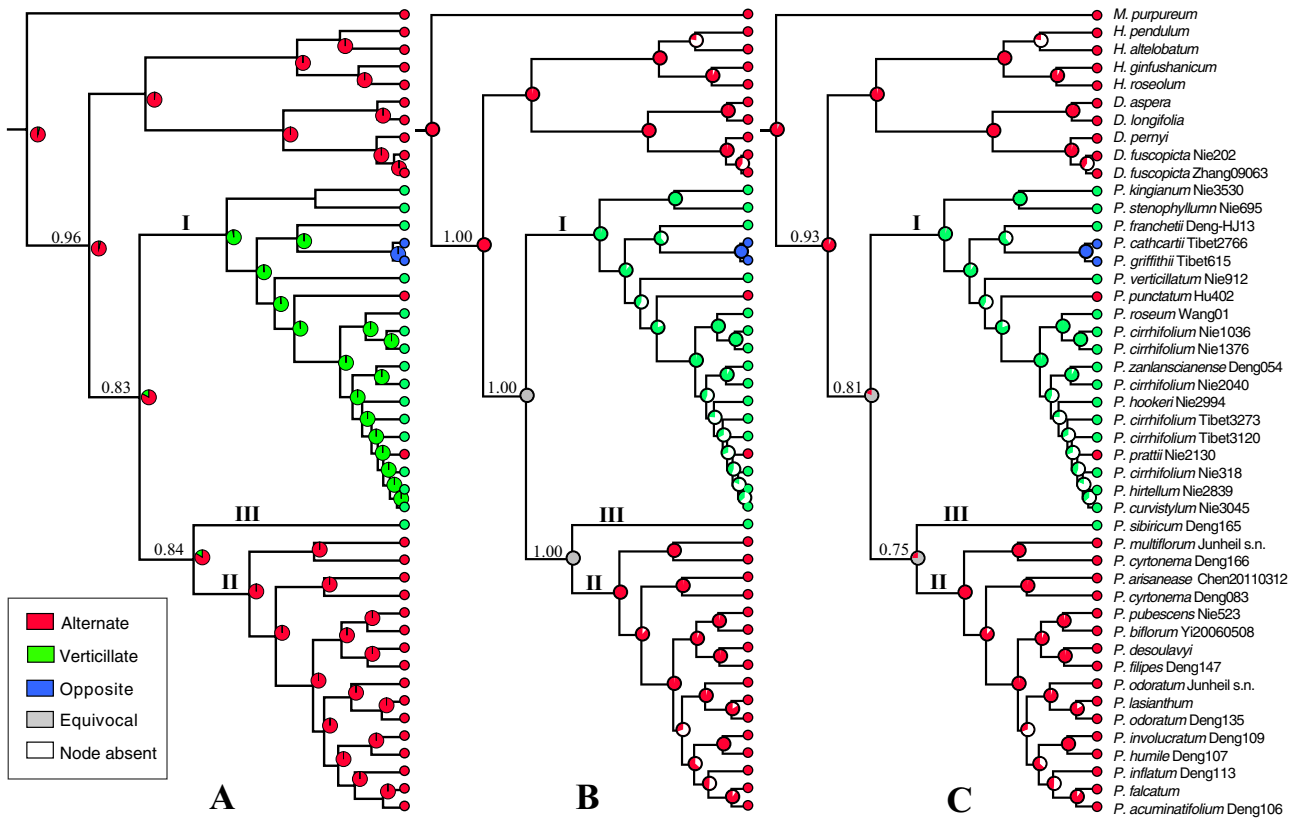 M. purpureum
H. pendulum
H. altelobatum
H. ginfushanicum
H. roseolum
D. aspera
D. longifolia
D. pernyi
D. fuscopicta Nie202
D. fuscopicta Zhang09063
P. kingianum Nie3530
P. stenophyllumn Nie695
P. franchetii Deng-HJ13
P. cathcartii Tibet2766
P. griffithii Tibet615
P. verticillatum Nie912
P. punctatum Hu402
P. roseum Wang01
P. cirrhifolium Nie1036
P. cirrhifolium Nie1376
P. zanlanscianense Deng054
P. cirrhifolium Nie2040
P. hookeri Nie2994
P. cirrhifolium Tibet3273
P. cirrhifolium Tibet3120
P. prattii Nie2130
P. cirrhifolium Nie318
P. hirtellum Nie2839
P. curvistylum Nie3045
P. sibiricum Deng165
P. multiflorum Junheil s.n.
P. cyrtonema Deng166
P. arisanease Chen20110312
P. cyrtonema Deng083
P. pubescens Nie523
P. biflorum Yi20060508
P. desoulavyi
P. filipes Deng147
P. odoratum Junheil s.n.
P. lasianthum
P. odoratum Deng135
P. involucratum Deng109
P. humile Deng107
P. inflatum Deng113
P. falcatum
P. acuminatifolium Deng106
I
0.96
0.83
III
0.84
II
A
I
1.00
1.00
III
1.00
II
B
I
0.93
0.81
III
0.75
II
C
Alternate
Verticillate
Opposite
Equivocal
Node absent